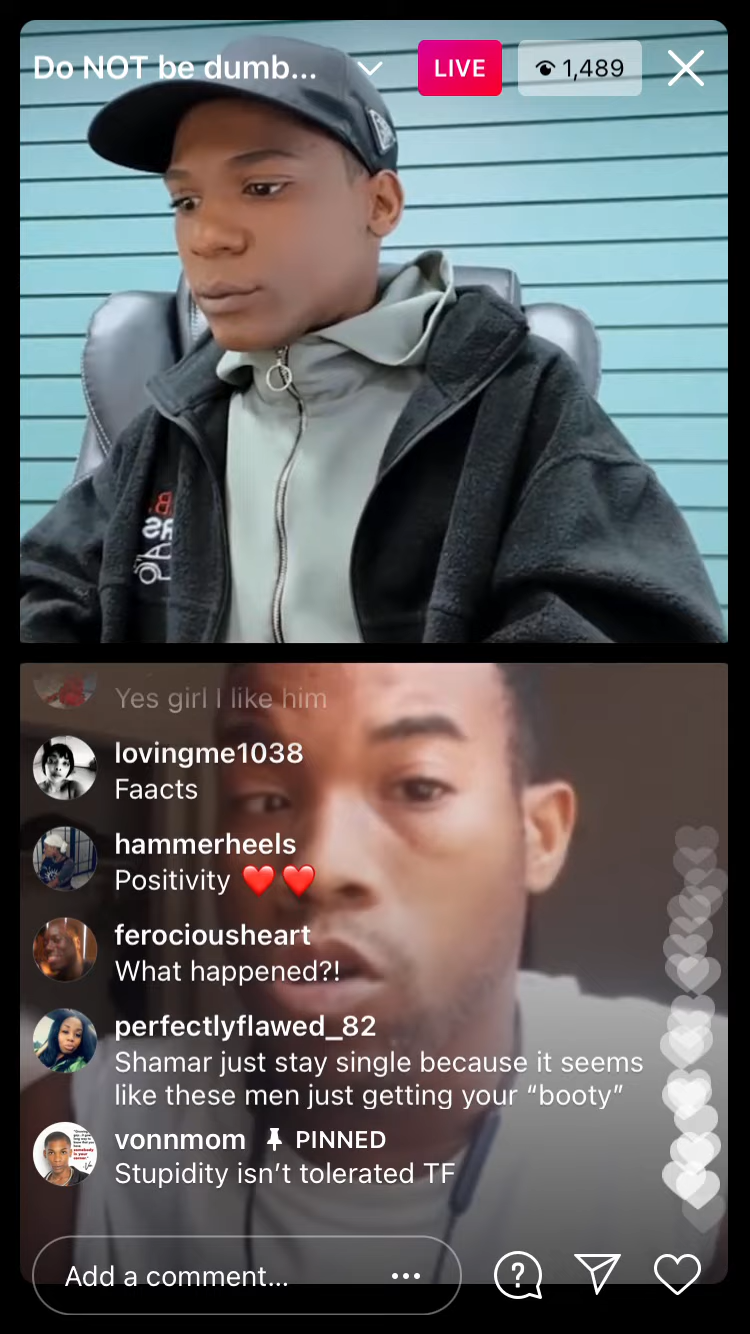 Do NOT be dumb...
LIVE
1,489
Yes girl I like him
lovingme1038
Faacts
hammerheels
Positivity ❤️❤️
ferociousheart
What happened?!
perfectlyflawed_82
Shamar just stay single because it seems
like these men just getting your “booty”
vonnmom PINNED
Stupidity isn’t tolerated TF
Add a comment...